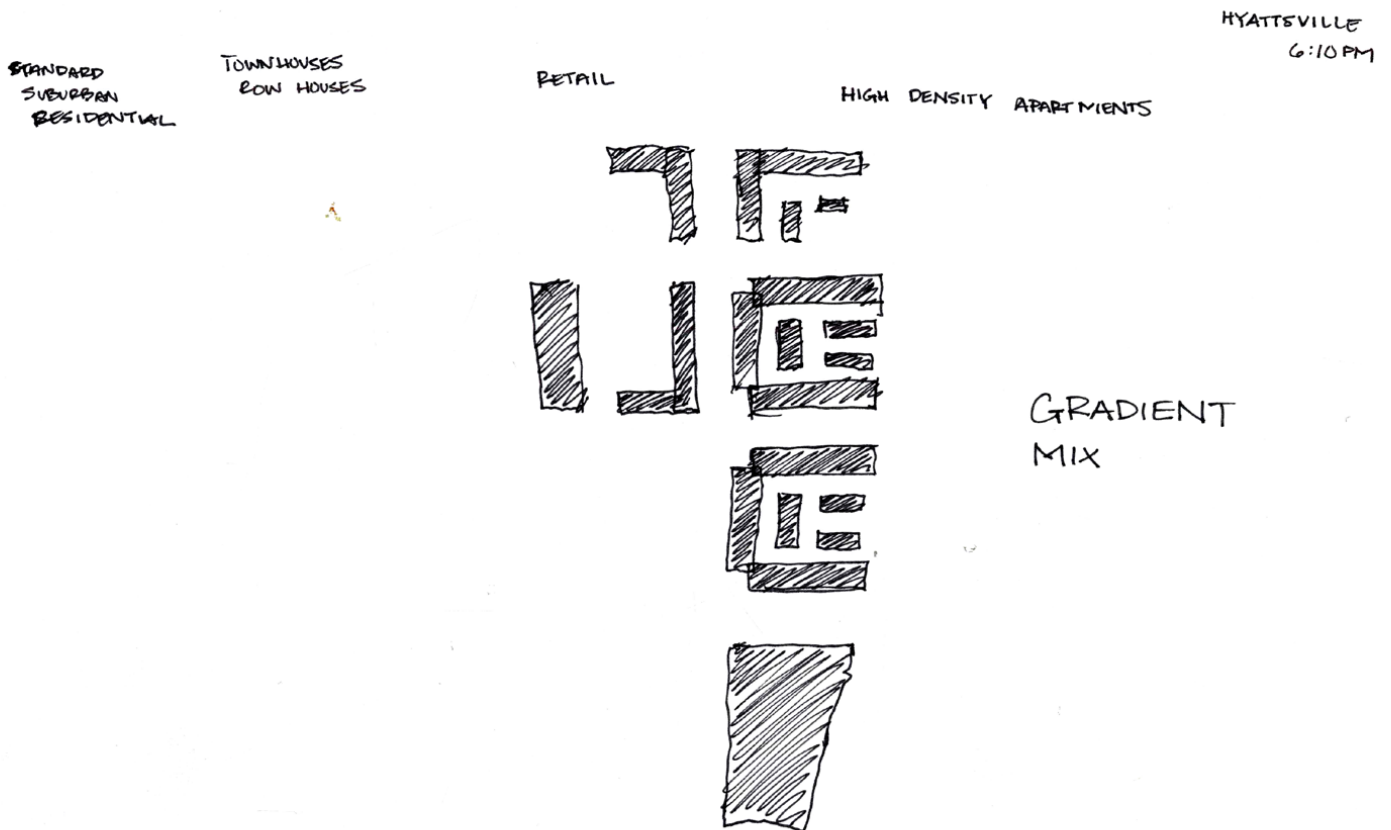 HYATTSVILLE
6:10 PM
STANDARD
SUBURBAN
RESIDENTIAL
TOWNHOUSES
ROW HOUSES
RETAIL
HIGH DENSITY APARTMENTS
GRADIENT
MIX